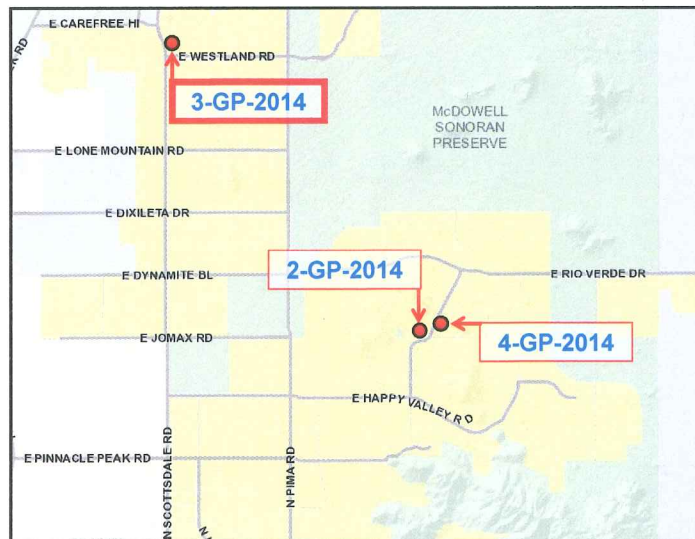 E CAREFREE HI
E WESTLAND RD
3-GP-2014
McDOWELL
SONORAN
PRESERVE
E LONE MOUNTAIN RD
E DIXILETA DR
2-GP-2014
E DYNAMITE BL
E RIO VERDE DR
E JOMAX RD
4-GP-2014
E HAPPY VALLEY RD
E PINNACLE PEAK RD
N SCOTTSDALE RD
N PIMA RD